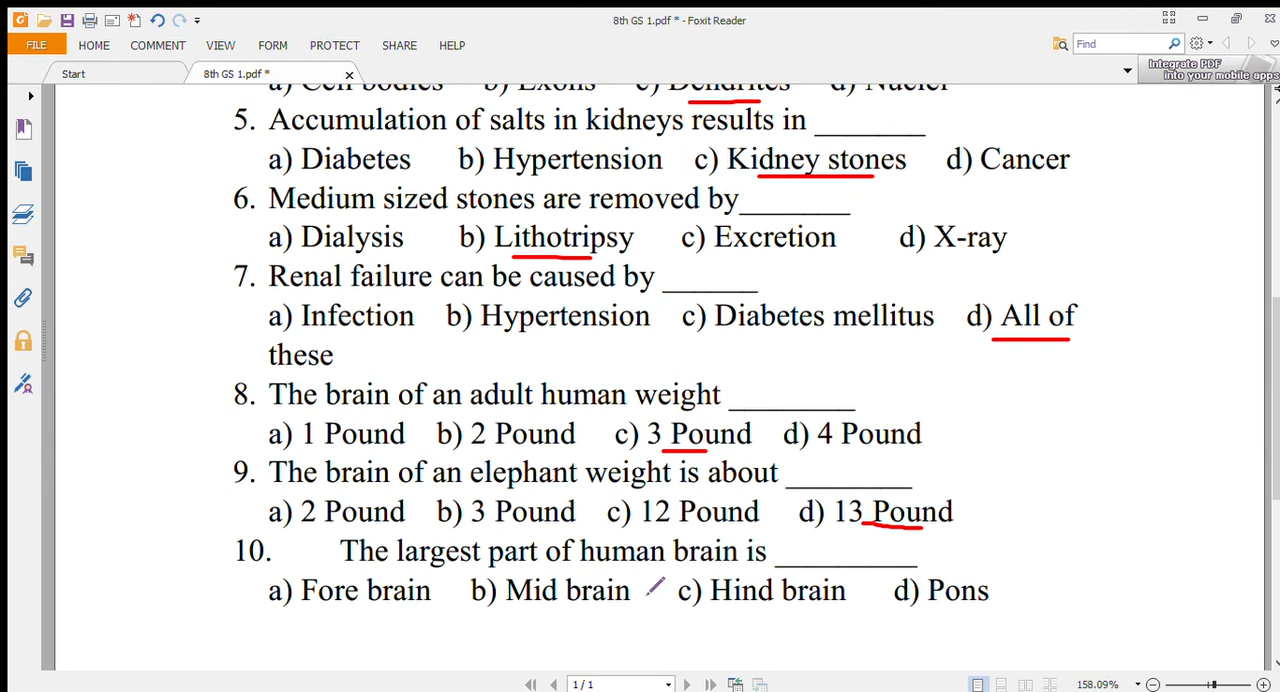 8th GS 1.pdf * - Foxit Reader
FILE HOME COMMENT VIEW FORM PROTECT SHARE HELP
Find
Start 8th GS 1.pdf *
Integrate PDF
into your mobile apps
a) Cell bodies b) Exons c) Dendrites d) Nuclei
5. Accumulation of salts in kidneys results in _______
a) Diabetes b) Hypertension c) Kidney stones d) Cancer
6. Medium sized stones are removed by_______
a) Dialysis b) Lithotripsy c) Excretion d) X-ray
7. Renal failure can be caused by ______
a) Infection b) Hypertension c) Diabetes mellitus d) All of
these
8. The brain of an adult human weight ________
a) 1 Pound b) 2 Pound c) 3 Pound d) 4 Pound
9. The brain of an elephant weight is about ________
a) 2 Pound b) 3 Pound c) 12 Pound d) 13 Pound
10. The largest part of human brain is _________
a) Fore brain b) Mid brain c) Hind brain d) Pons
1 / 1
158.09%